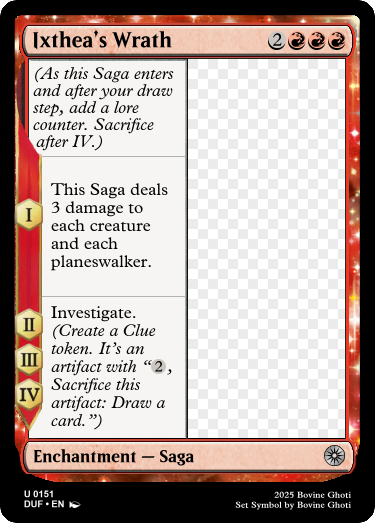 Ixthea's Wrath 2
(As this Saga enters
and after your draw
step, add a lore
counter. Sacrifice
after IV.)
I
This Saga deals
3 damage to
each creature
and each
planeswalker.
II
III
IV
Investigate.
(Create a Clue
token. It's an
artifact with “2,
Sacrifice this
artifact: Draw a
card.”)
Enchantment — Saga
U 0151
DUF • EN
2025 Bovine Ghoti
Set Symbol by Bovine Ghoti